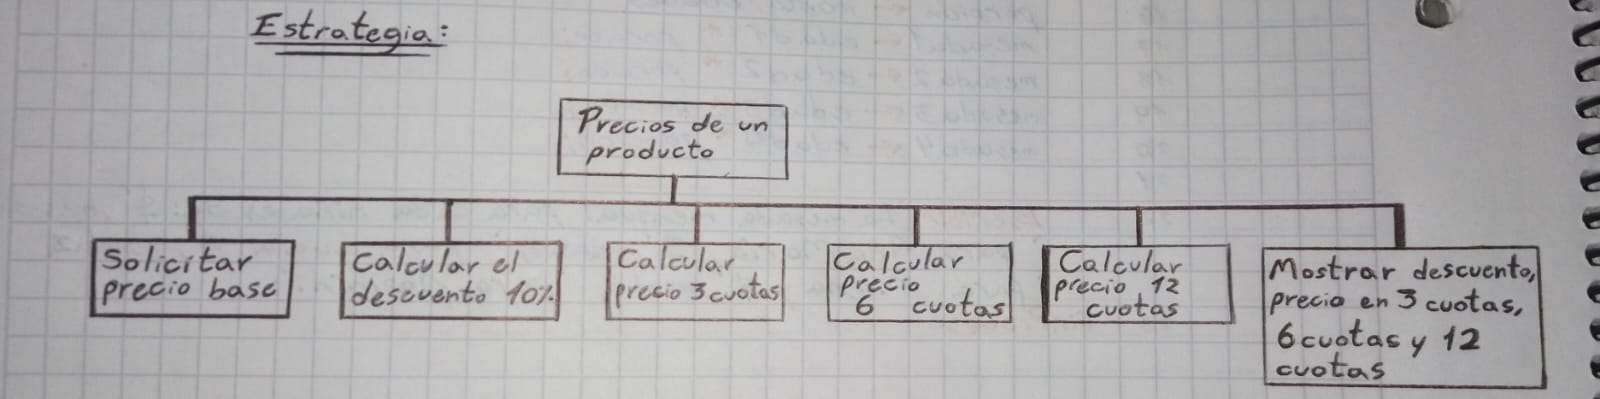 Estrategia:
Precios de un
producto
Solicitar
precio base
Calcular el
descuento 10%
Calcular
precio 3 cuotas
Calcular
precio
6 cuotas
Calcular
precio 12
cuotas
Mostrar descuento,
precio en 3 cuotas,
6 cuotas y 12
cuotas